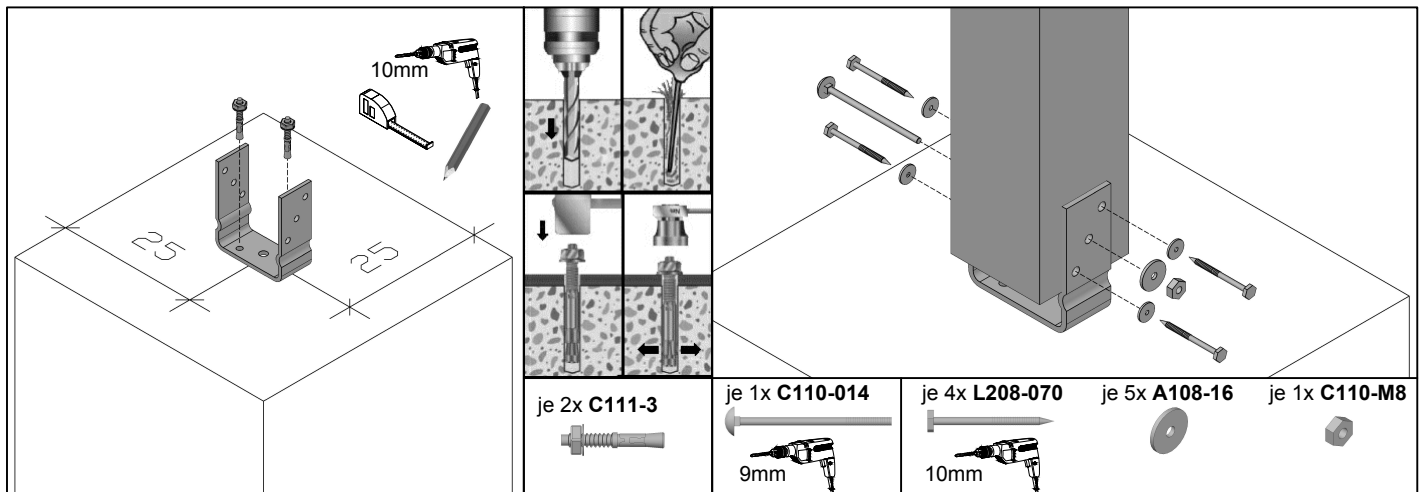 10mm
25
25
je 2x C111-3
je 1x C110-014
9mm
je 4x L208-070
10mm
je 5x A108-16
je 1x C110-M8